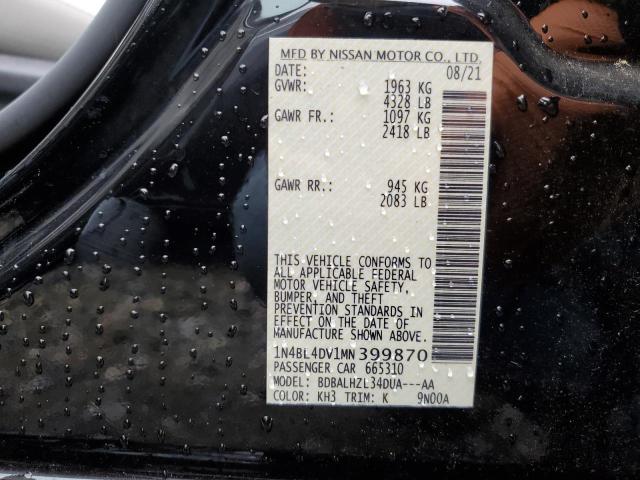 MFD BY NISSAN MOTOR CO., LTD.
DATE: 08/21
GVWR: 1963 KG
4328 LB
GAWR FR.: 1097 KG
2418 LB
GAWR RR.: 945 KG
2083 LB
THIS VEHICLE CONFORMS TO
ALL APPLICABLE FEDERAL
MOTOR VEHICLE SAFETY,
BUMPER, AND THEFT
PREVENTION STANDARDS IN
EFFECT ON THE DATE OF
MANUFACTURE SHOWN ABOVE.
1N4BL4DV1MN399870
PASSENGER CAR 665310
MODEL: BDBALHZL34DUA---AA
COLOR: KH3 TRIM: K 9N00A